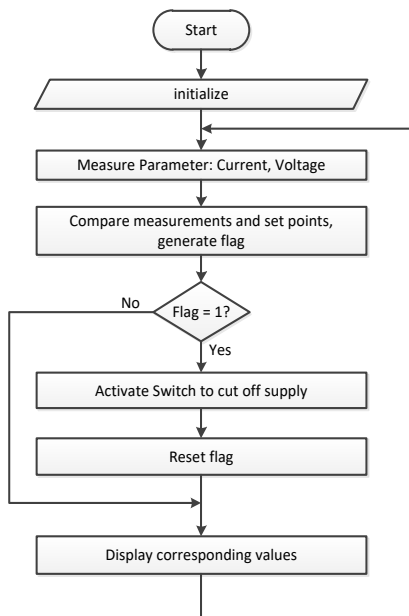 Start
initialize
Measure Parameter: Current, Voltage
Compare measurements and set points,
generate flag
No
Flag = 1?
Yes
Activate Switch to cut off supply
Reset flag
Display corresponding values